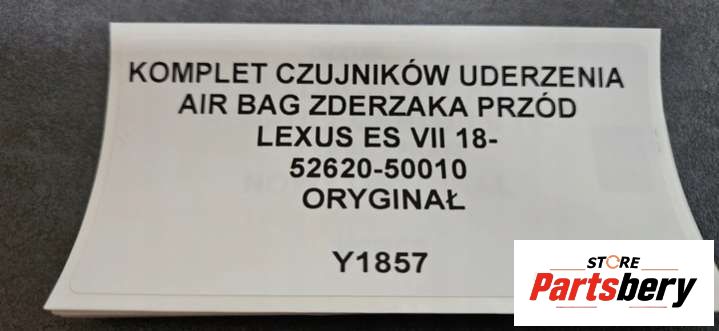 KOMPLET CZUJNIKÓW UDERZENIA
AIR BAG ZDERZAKA PRZÓD
LEXUS ES VII 18-
52620-50010
ORYGINAŁ
Y1857
STORE
Partsbery